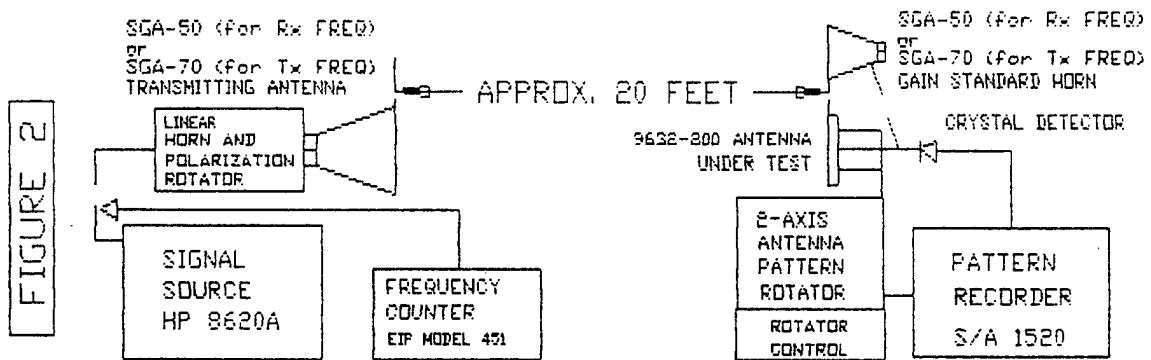 FIGURE 2
SGA-50 (for Rx FREQ)
or
SGA-70 (for Tx FREQ)
TRANSMITTING ANTENNA
LINEAR
HORN AND
POLARIZATION
ROTATOR
SIGNAL
SOURCE
HP 8620A
FREQUENCY
COUNTER
EIP MODEL 451
APPROX. 20 FEET
SGA-50 (for Rx FREQ)
or
SGA-70 (for Tx FREQ)
GAIN STANDARD HORN
CRYSTAL DETECTOR
9632-800 ANTENNA
UNDER TEST
2-AXIS
ANTENNA
PATTERN
ROTATOR
ROTATOR
CONTROL
PATTERN
RECORDER
S/A 1520